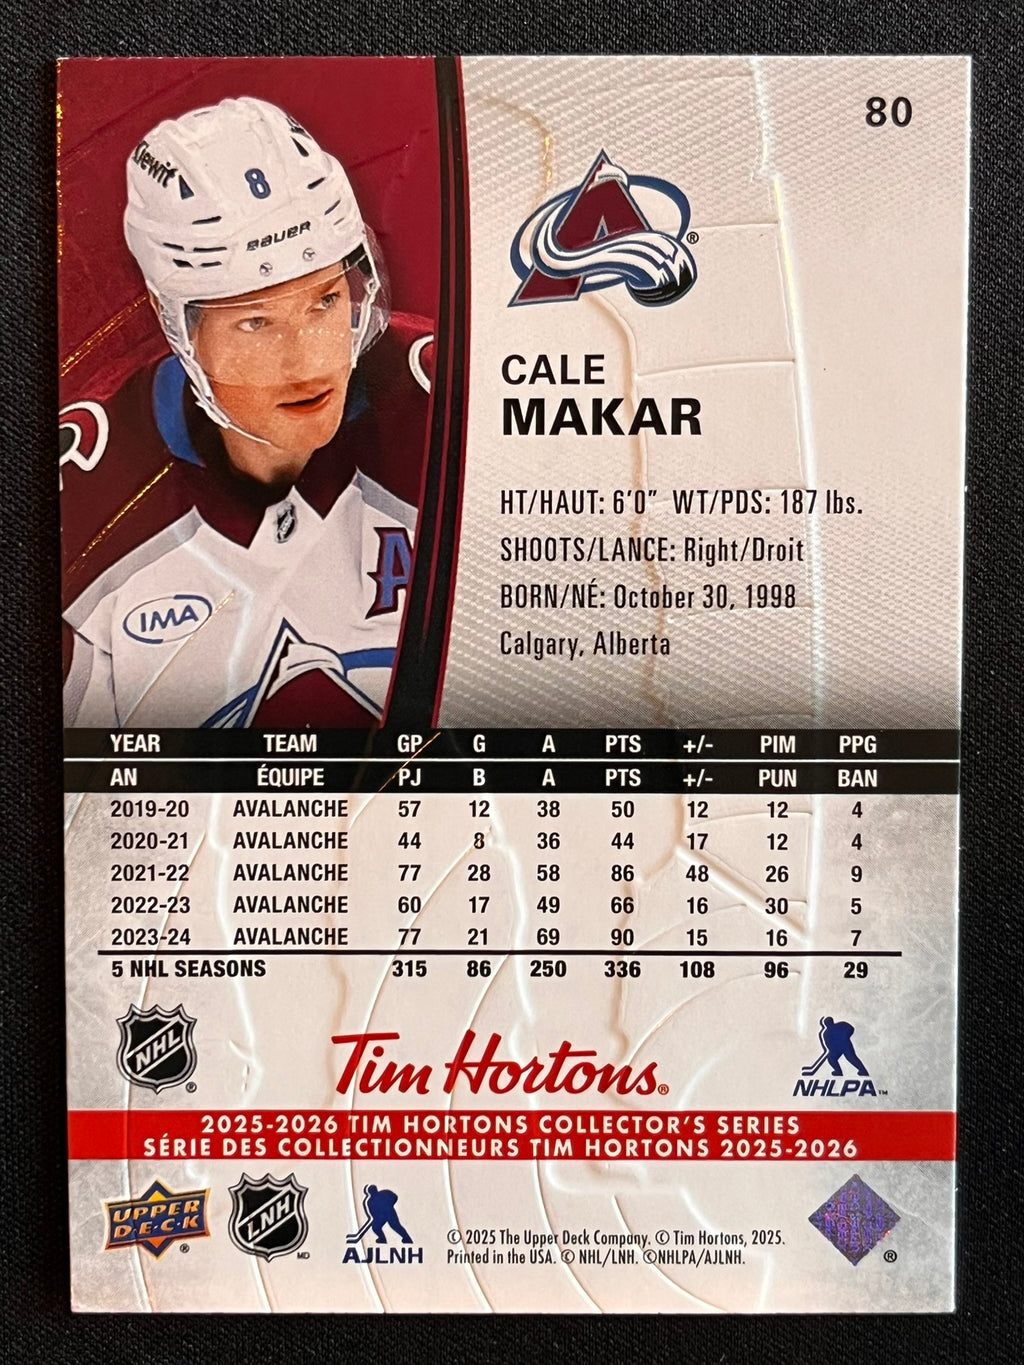 80
Jewit
8
BAUER
®
CALE
MAKAR
HT/HAUT: 6'0" WT/PDS: 187 lbs.
SHOOTS/LANCE: Right/Droit
BORN/NÉ: October 30, 1998
Calgary, Alberta
A
IMA
YEAR TEAM GP G A PTS +/- PIM PPG
AN ÉQUIPE PJ B A PTS +/- PUN BAN
2019-20 AVALANCHE 57 12 38 50 12 12 4
2020-21 AVALANCHE 44 8 36 44 17 12 4
2021-22 AVALANCHE 77 28 58 86 48 26 9
2022-23 AVALANCHE 60 17 49 66 16 30 5
2023-24 AVALANCHE 77 21 69 90 15 16 7
5 NHL SEASONS 315 86 250 336 108 96 29
NHL ® Tim Hortons® NHLPA™
2025-2026 TIM HORTONS COLLECTOR'S SERIES
SÉRIE DES COLLECTIONNEURS TIM HORTONS 2025-2026
UPPER
D·E·C·K ®
LNH MD
AJLNH
© 2025 The Upper Deck Company. © Tim Hortons, 2025.
Printed in the USA. © NHL/LNH. ©NHLPA/AJLNH.
®